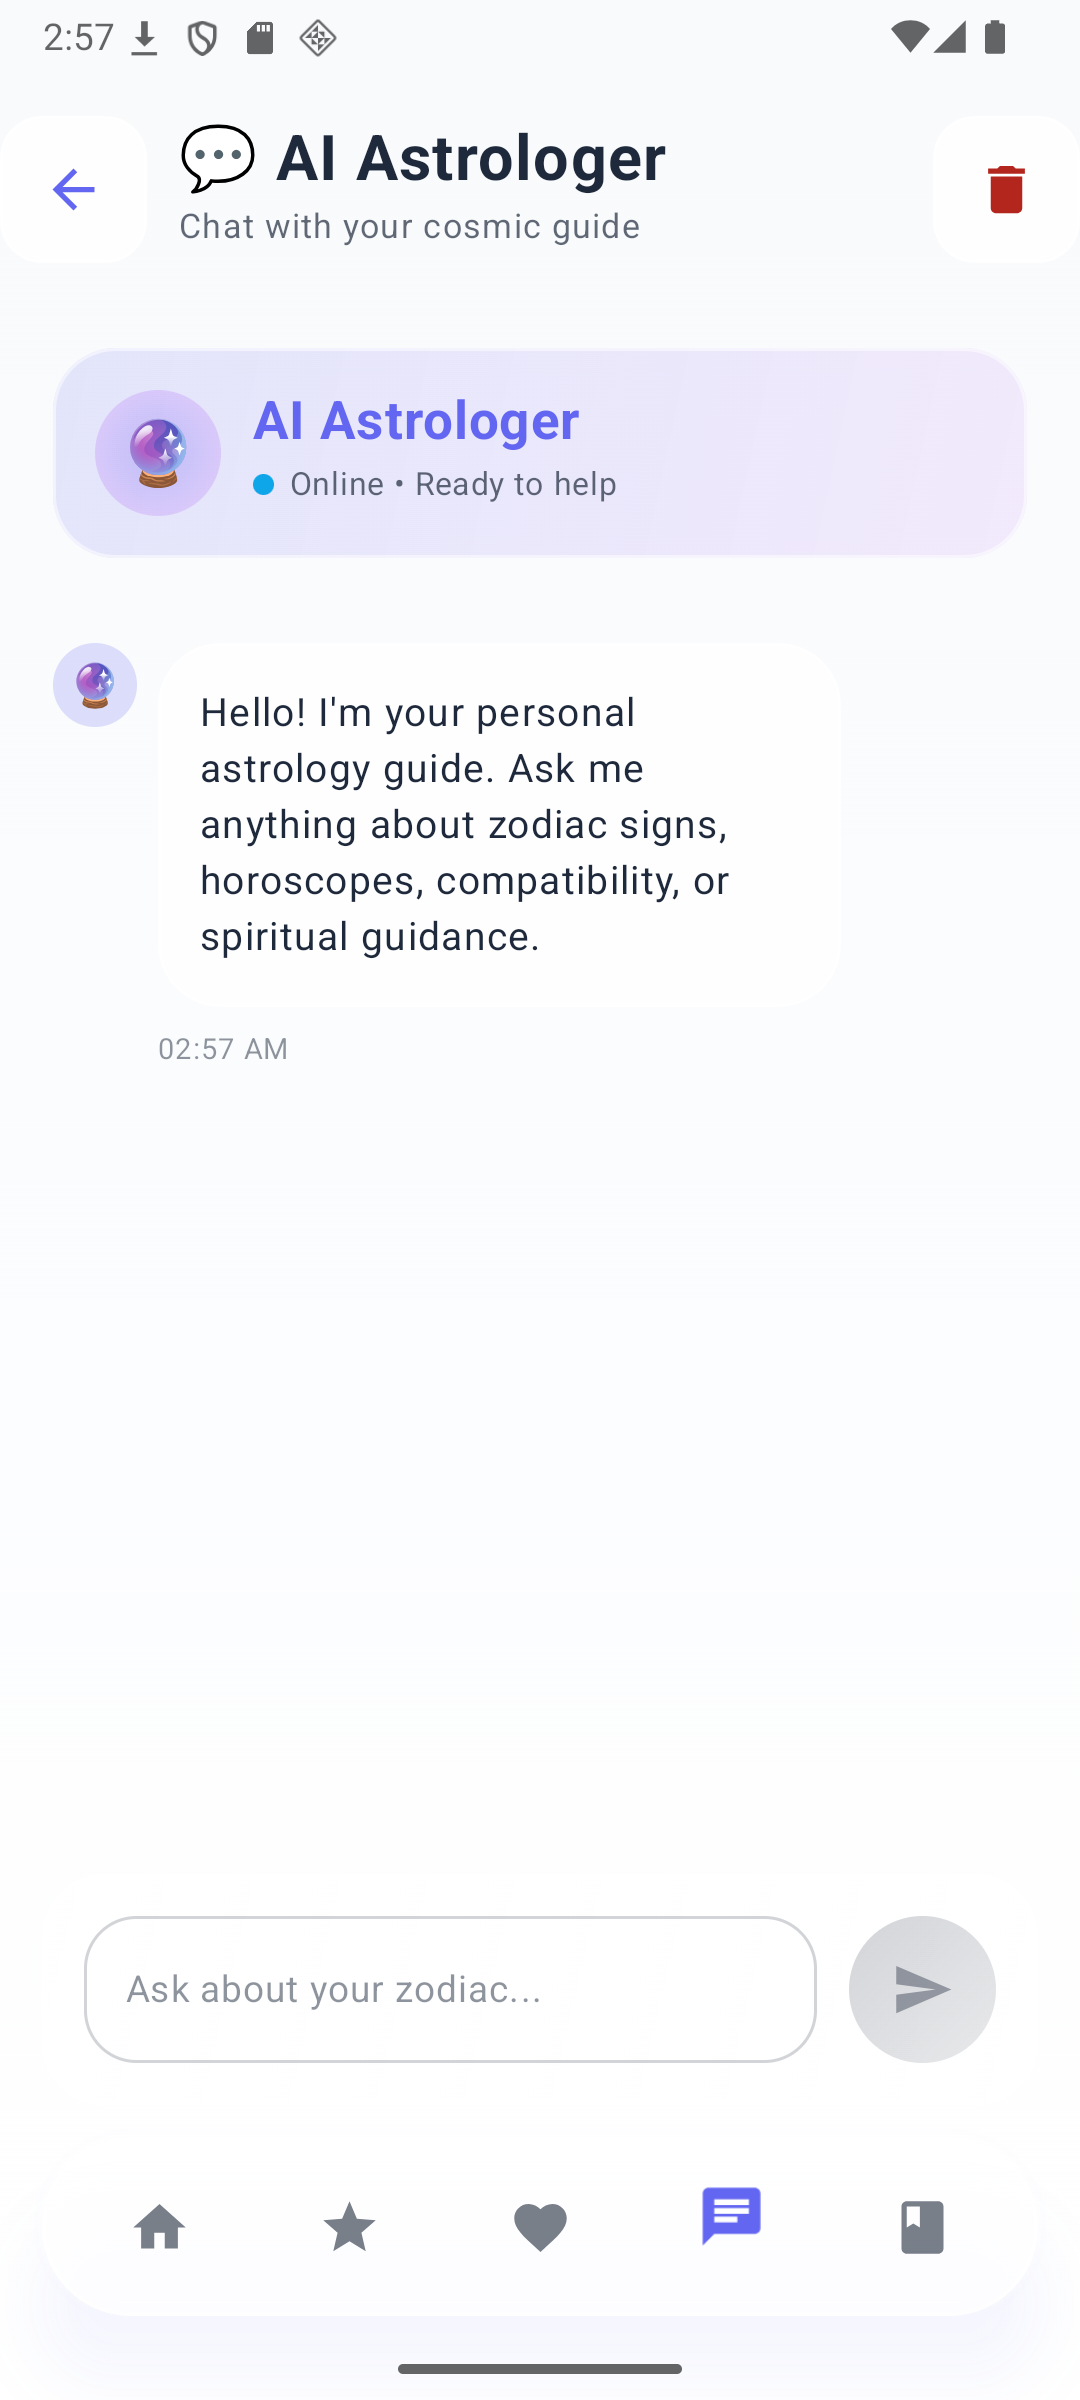 2:57
💬 AI Astrologer
Chat with your cosmic guide
AI Astrologer
Online • Ready to help
Hello! I'm your personal
astrology guide. Ask me
anything about zodiac signs,
horoscopes, compatibility, or
spiritual guidance.
02:57 AM
Ask about your zodiac...